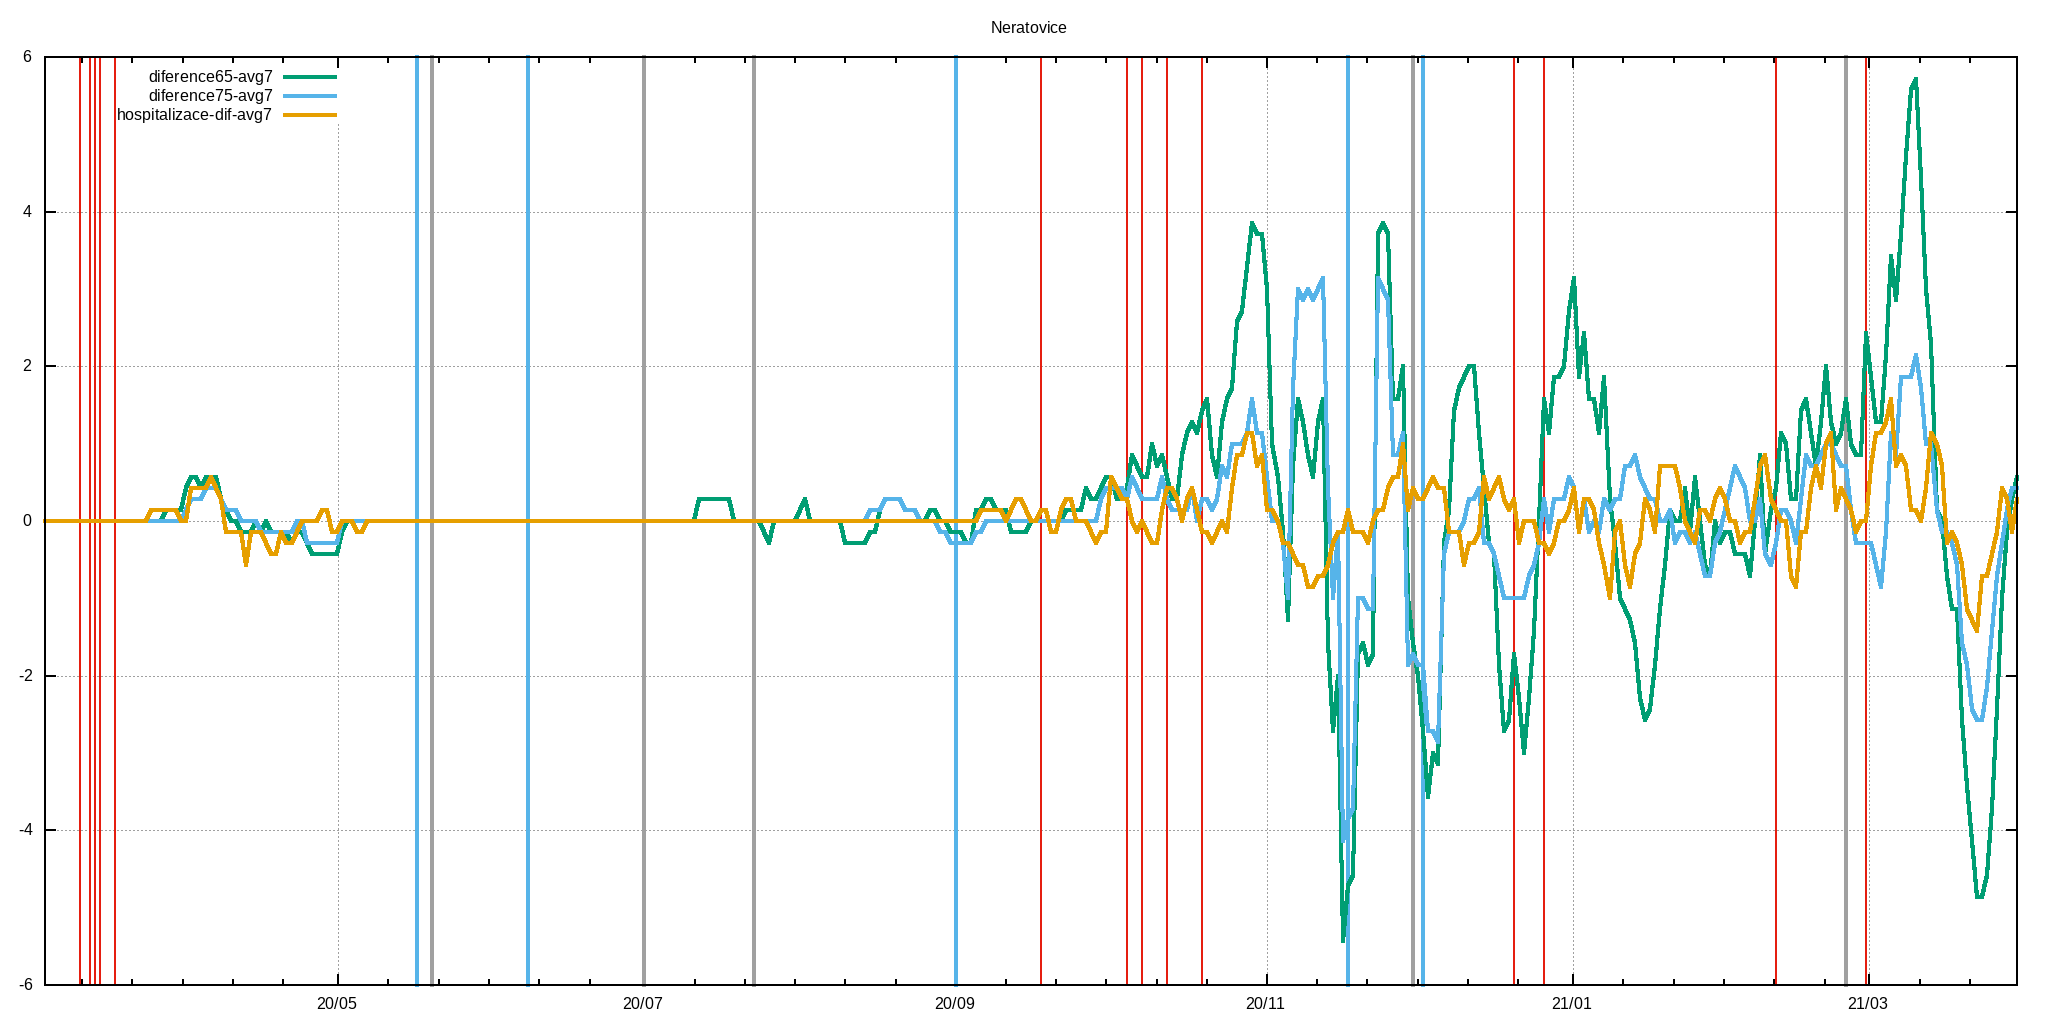 Neratovice
6
diference65-avg7
diference75-avg7
hospitalizace-dif-avg7
4
2
0
-2
-4
-6
20/05 20/07 20/09 20/11 21/01 21/03